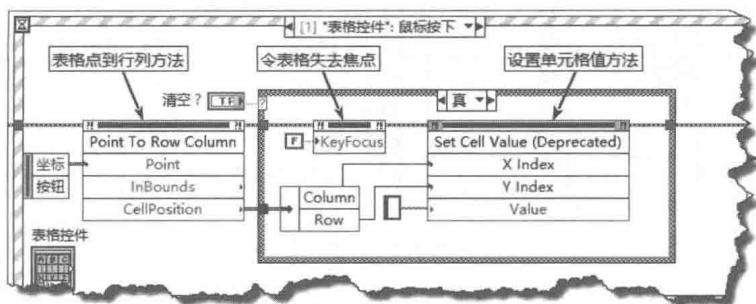 [1] "表格控件": 鼠标按下
表格点到行列方法
令表格失去焦点
设置单元格值方法
清空？
TF
?
真
?!
?!
?!
?!
?!
?!
Point To Row Column
F
KeyFocus
Set Cell Value (Deprecated)
坐标
Point
X Index
按钮
InBounds
Column
Y Index
CellPosition
Row
Value
表格控件